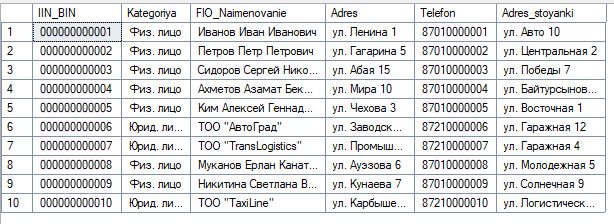 IIN_BIN Kategoriya FIO_Naimenovanie Adres Telefon Adres_stoyanki
1 000000000001 Физ. лицо Иванов Иван Иванович ул. Ленина 1 87010000001 ул. Авто 10
2 000000000002 Физ. лицо Петров Петр Петрович ул. Гагарина 5 87010000002 ул. Центральная 2
3 000000000003 Физ. лицо Сидоров Сергей Нико... ул. Абая 15 87010000003 ул. Победы 7
4 000000000004 Физ. лицо Ахметов Азамат Бек... ул. Мира 10 87010000004 ул. Байтурсынов...
5 000000000005 Физ. лицо Ким Алексей Геннад... ул. Чехова 3 87010000005 ул. Восточная 1
6 000000000006 Юрид. ли... ТОО "АвтоГрад" ул. Заводск... 87210000006 ул. Гаражная 12
7 000000000007 Юрид. ли... ТОО "TransLogistics" ул. Промыш... 87210000007 ул. Гаражная 4
8 000000000008 Физ. лицо Муканов Ерлан Канат... ул. Ауэзова 6 87010000008 ул. Молодежная 5
9 000000000009 Физ. лицо Никитина Светлана В... ул. Кунаева 7 87010000009 ул. Солнечная 9
10 000000000010 Юрид. ли... ТОО "TaxiLine" ул. Карбыше... 87210000010 ул. Логистическ...